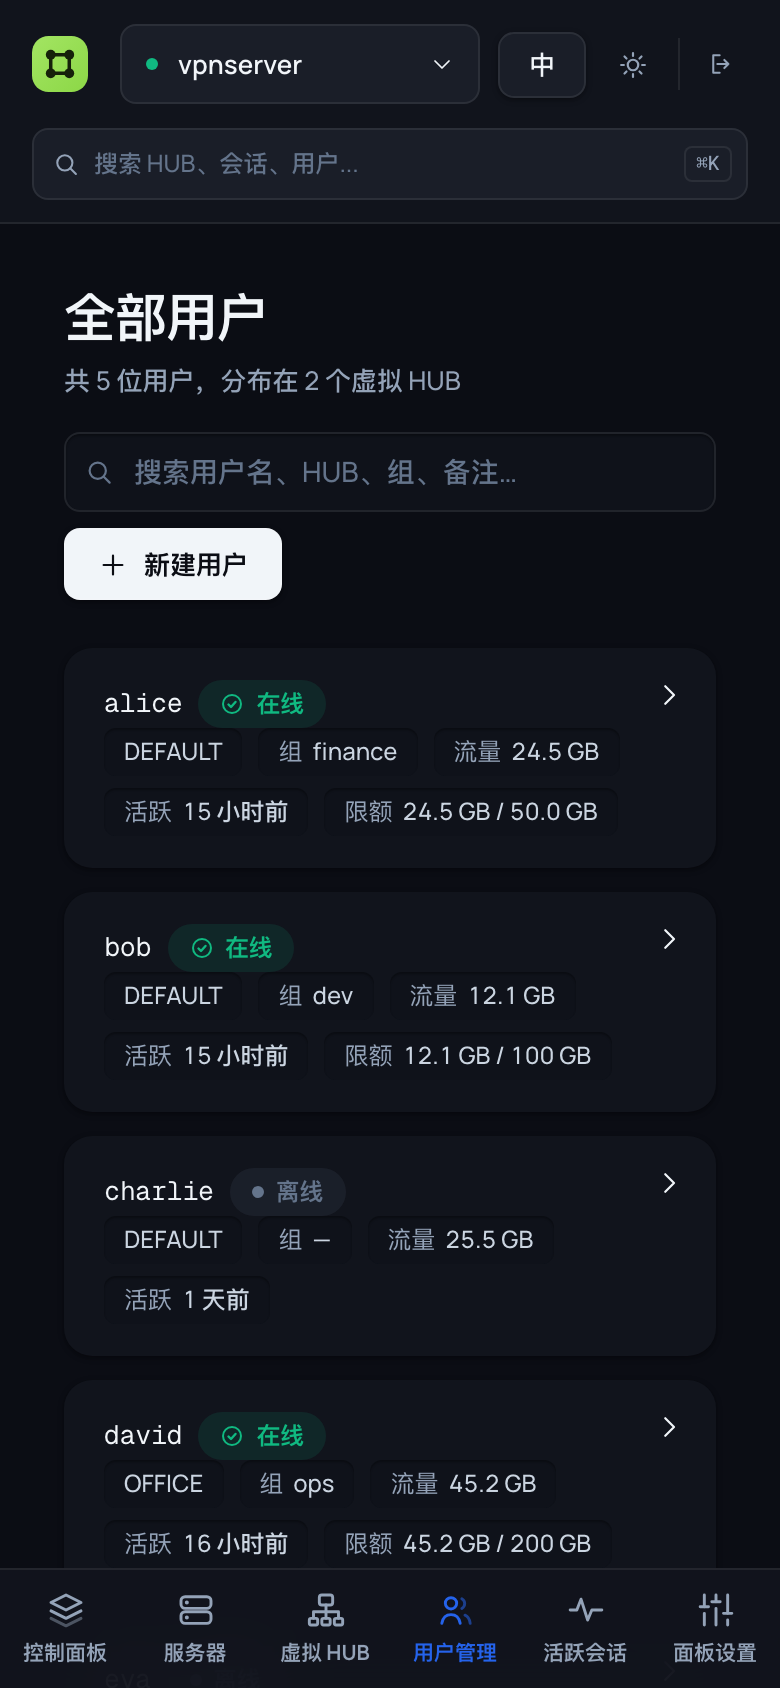 vpnserver
中
搜索 HUB、会话、用户...
⌘K
全部用户
共 5 位用户，分布在 2 个虚拟 HUB
搜索用户名、HUB、组、备注...
新建用户
alice 在线
DEFAULT 组 finance 流量 24.5 GB
活跃 15 小时前 限额 24.5 GB / 50.0 GB
bob 在线
DEFAULT 组 dev 流量 12.1 GB
活跃 15 小时前 限额 12.1 GB / 100 GB
charlie 离线
DEFAULT 组 — 流量 25.5 GB
活跃 1 天前
david 在线
OFFICE 组 ops 流量 45.2 GB
活跃 16 小时前 限额 45.2 GB / 200 GB
控制面板 服务器 虚拟 HUB 用户管理 活跃会话 面板设置
eva